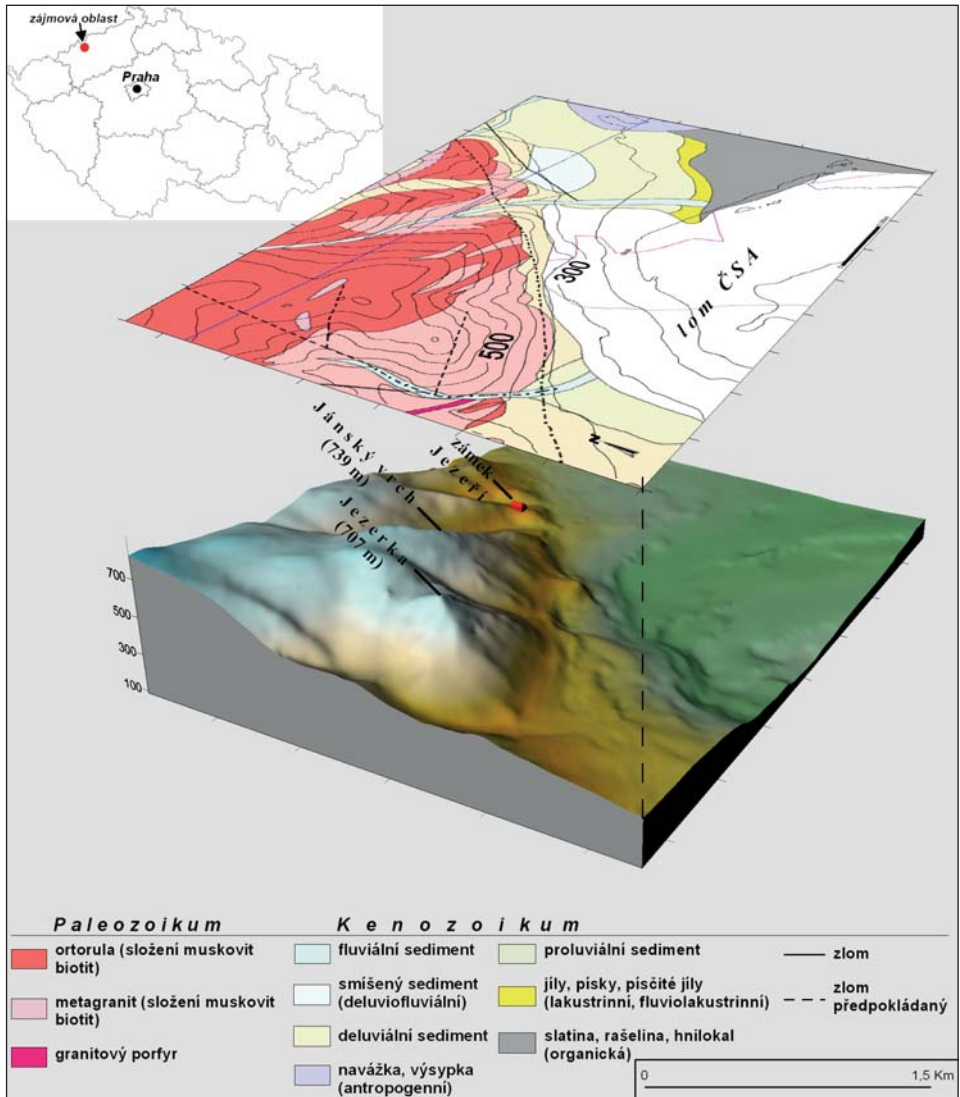 zájmová oblast
Praha
300
lom ČSA
500
N
Jánský vrch
(739 m)
zámek
Jezeří
Jezerka
(707 m)
700
500
300
100
Paleozoikum
ortorula (složení muskovit
biotit)
metagranit (složení muskovit
biotit)
granitový porfyr
Kenozoikum
fluviální sediment
smíšený sediment
(deluviofluviální)
deluviální sediment
navážka, výsypka
(antropogenní)
proluviální sediment
jíly, písky, písčité jíly
(lakustrinní, fluviolakustrinní)
slatina, rašelina, hnilokal
(organická)
zlom
zlom
předpokládaný
0 1,5 Km